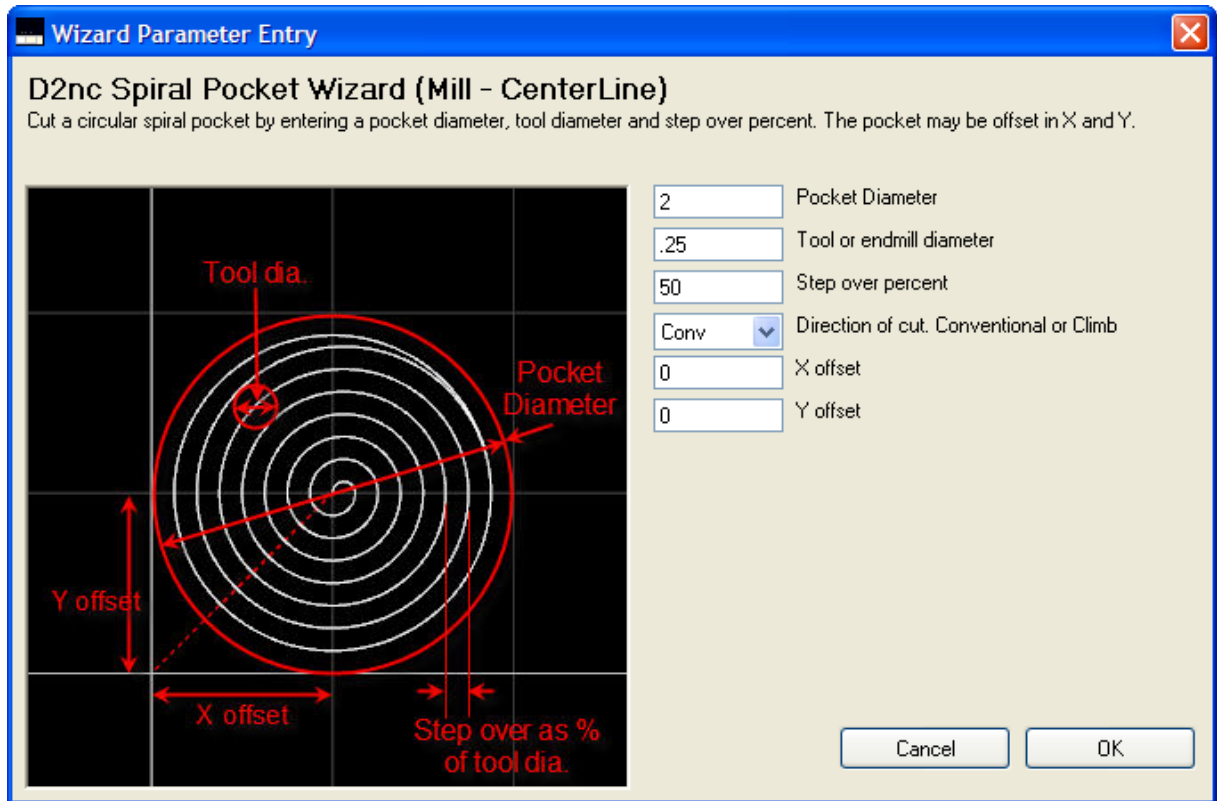 Wizard Parameter Entry
D2nc Spiral Pocket Wizard (Mill - CenterLine)
Cut a circular spiral pocket by entering a pocket diameter, tool diameter and step over percent. The pocket may be offset in X and Y.
2 Pocket Diameter
.25 Tool or endmill diameter
50 Step over percent
Conv Direction of cut. Conventional or Climb
0 X offset
0 Y offset
Tool dia.
Pocket
Diameter
Y offset
X offset
Step over as %
of tool dia.
Cancel OK